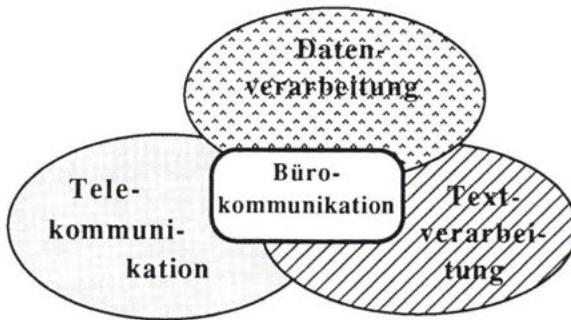 Daten-
verarbeitung
Büro-
kommunikation
Tele-
kommuni-
kation
Text-
verarbei-
tung